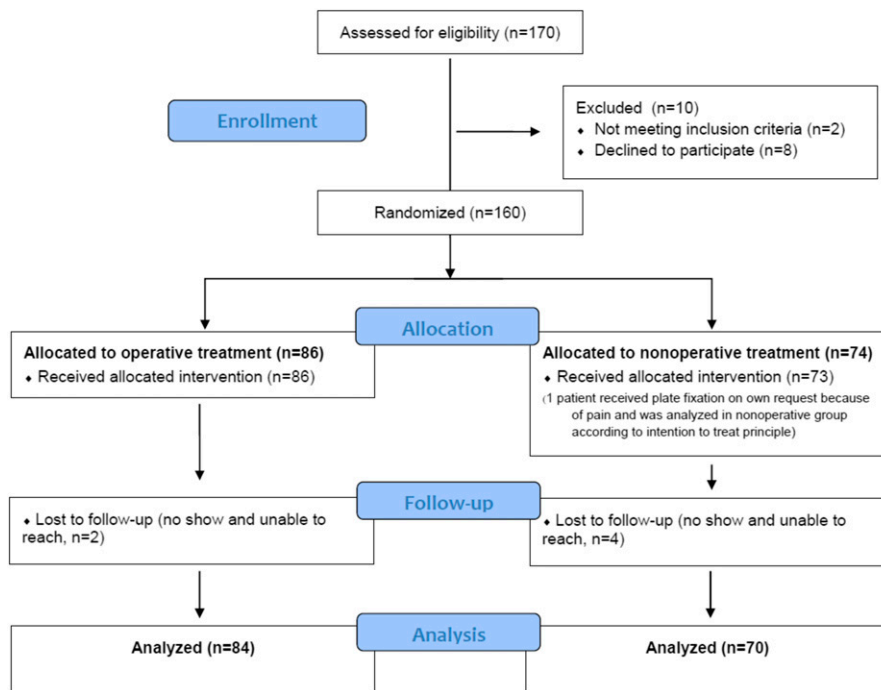 Assessed for eligibility (n=170)
Enrollment
Excluded (n=10)
♦ Not meeting inclusion criteria (n=2)
♦ Declined to participate (n=8)
Randomized (n=160)
Allocation
Allocated to operative treatment (n=86)
♦ Received allocated intervention (n=86)
Allocated to nonoperative treatment (n=74)
♦ Received allocated intervention (n=73)
(1 patient received plate fixation on own request because
of pain and was analyzed in nonoperative group
according to intention to treat principle)
Follow-up
♦ Lost to follow-up (no show and unable to
reach, n=2)
♦ Lost to follow-up (no show and unable to
reach, n=4)
Analysis
Analyzed (n=84)
Analyzed (n=70)